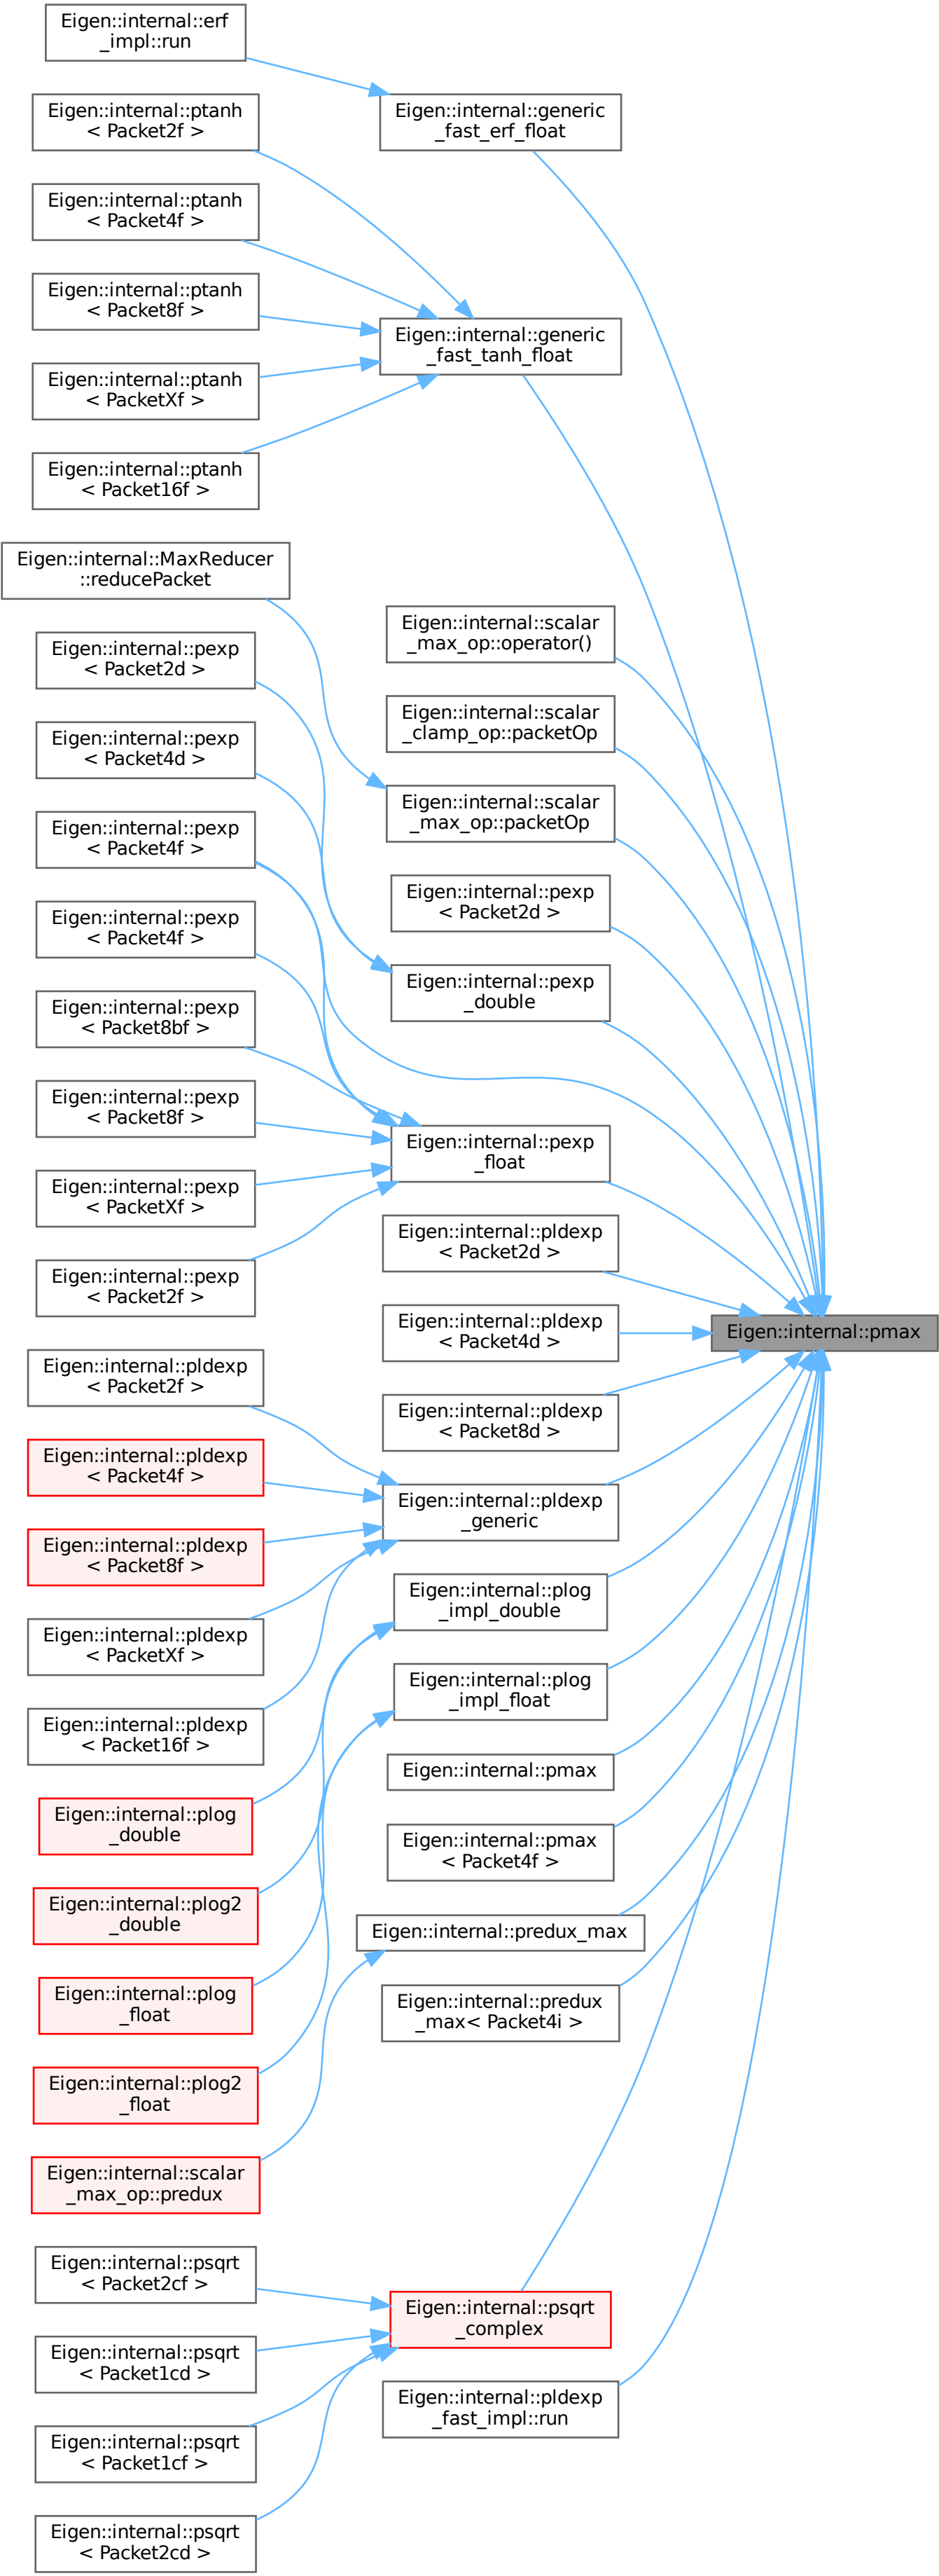 Eigen::internal::erf
_impl::run
Eigen::internal::ptanh
< Packet2f >
Eigen::internal::generic
_fast_erf_float
Eigen::internal::ptanh
< Packet4f >
Eigen::internal::ptanh
< Packet8f >
Eigen::internal::generic
_fast_tanh_float
Eigen::internal::ptanh
< PacketXf >
Eigen::internal::ptanh
< Packet16f >
Eigen::internal::MaxReducer
::reducePacket
Eigen::internal::scalar
_max_op::operator()
Eigen::internal::pexp
< Packet2d >
Eigen::internal::scalar
_clamp_op::packetOp
Eigen::internal::pexp
< Packet4d >
Eigen::internal::scalar
_max_op::packetOp
Eigen::internal::pexp
< Packet4f >
Eigen::internal::pexp
< Packet2d >
Eigen::internal::pexp
< Packet4f >
Eigen::internal::pexp
_double
Eigen::internal::pexp
< Packet8bf >
Eigen::internal::pexp
< Packet8f >
Eigen::internal::pexp
_float
Eigen::internal::pexp
< PacketXf >
Eigen::internal::pldexp
< Packet2d >
Eigen::internal::pexp
< Packet2f >
Eigen::internal::pldexp
< Packet4d >
Eigen::internal::pmax
Eigen::internal::pldexp
< Packet2f >
Eigen::internal::pldexp
< Packet8d >
Eigen::internal::pldexp
< Packet4f >
Eigen::internal::pldexp
_generic
Eigen::internal::pldexp
< Packet8f >
Eigen::internal::plog
_impl_double
Eigen::internal::pldexp
< PacketXf >
Eigen::internal::plog
_impl_float
Eigen::internal::pldexp
< Packet16f >
Eigen::internal::pmax
Eigen::internal::plog
_double
Eigen::internal::pmax
< Packet4f >
Eigen::internal::plog2
_double
Eigen::internal::predux_max
Eigen::internal::plog
_float
Eigen::internal::predux
_max< Packet4i >
Eigen::internal::plog2
_float
Eigen::internal::scalar
_max_op::predux
Eigen::internal::psqrt
< Packet2cf >
Eigen::internal::psqrt
_complex
Eigen::internal::psqrt
< Packet1cd >
Eigen::internal::pldexp
_fast_impl::run
Eigen::internal::psqrt
< Packet1cf >
Eigen::internal::psqrt
< Packet2cd >